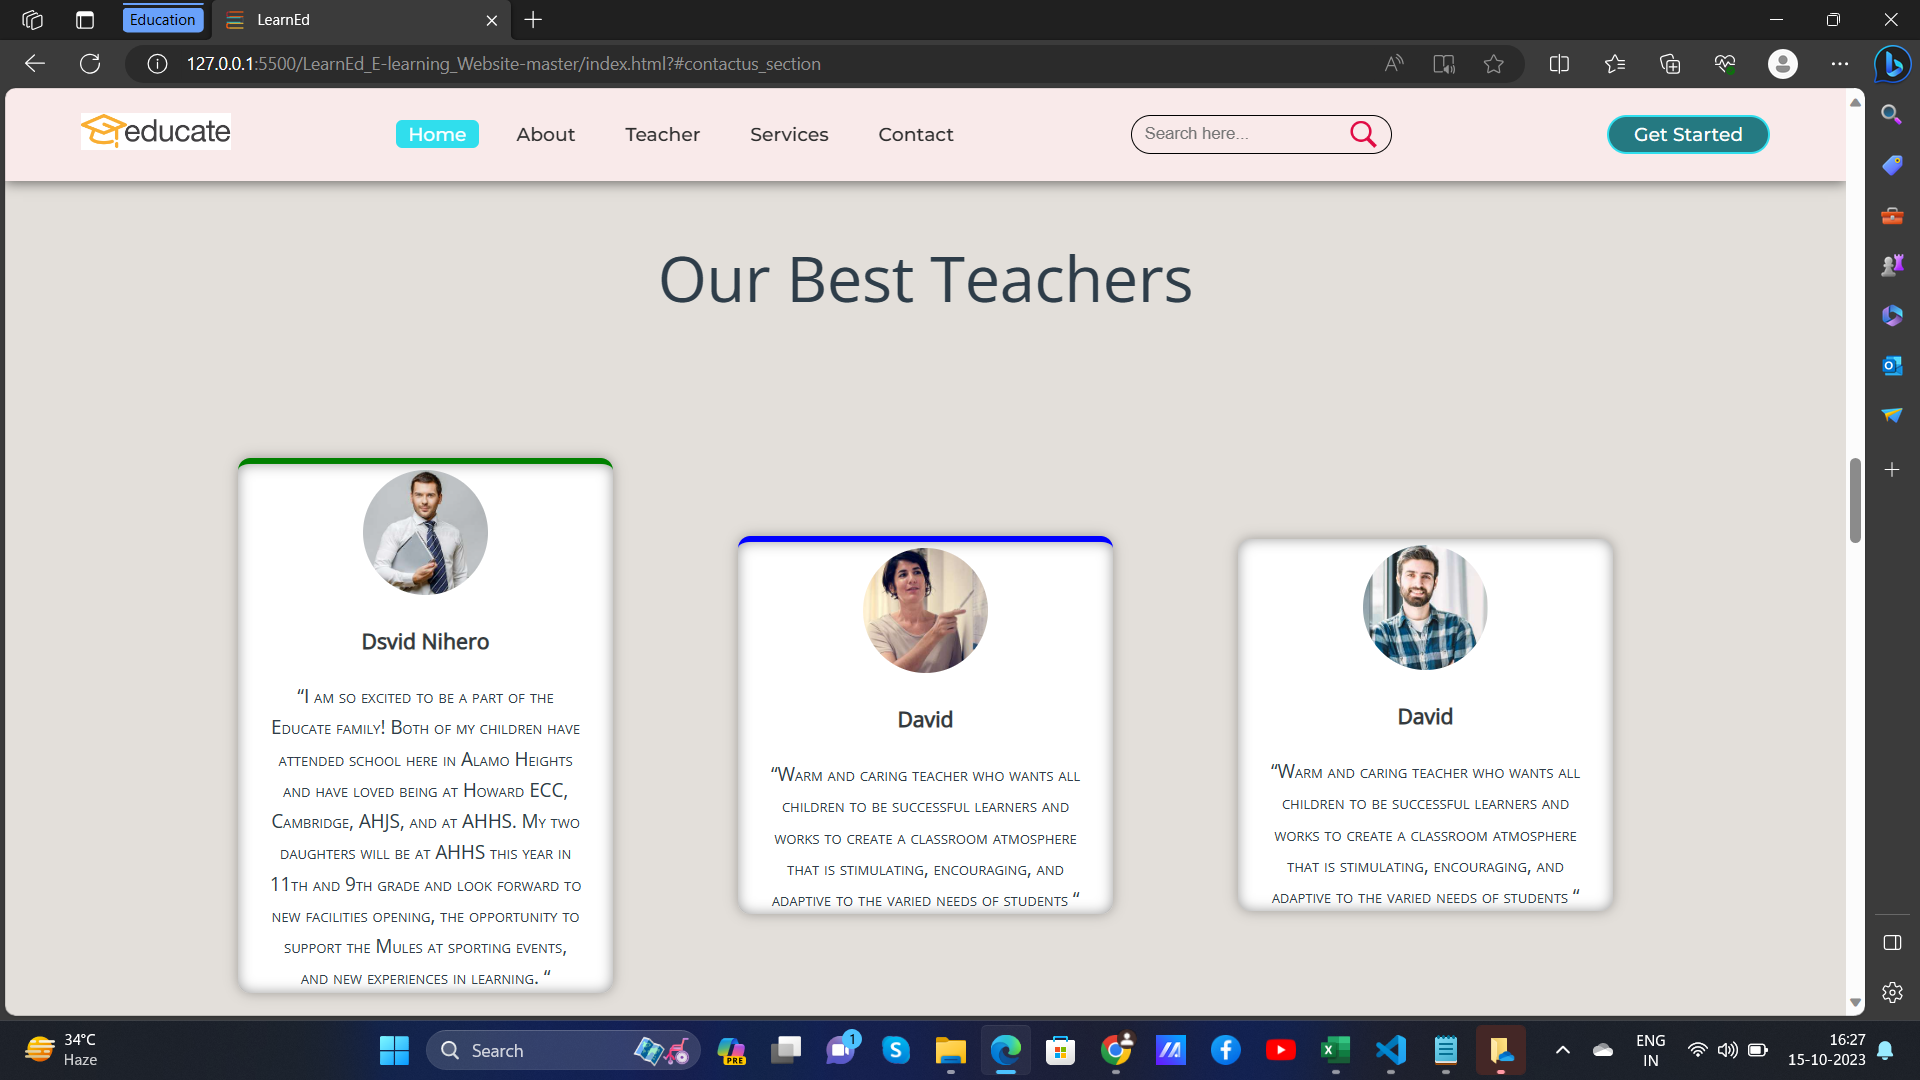 Education
LearnEd
127.0.0.1:5500/LearnEd_E-learning_Website-master/index.html?#contactus_section
educate
Home
About
Teacher
Services
Contact
Search here...
Get Started
Our Best Teachers
Dsvid Nihero
“I am so excited to be a part of the
Educate family! Both of my children have
attended school here in Alamo Heights
and have loved being at Howard ECC,
Cambridge, AHJS, and at AHHS. My two
daughters will be at AHHS this year in
11th and 9th grade and look forward to
new facilities opening, the opportunity to
support the Mules at sporting events,
and new experiences in learning. “
David
“Warm and caring teacher who wants all
children to be successful learners and
works to create a classroom atmosphere
that is stimulating, encouraging, and
adaptive to the varied needs of students “
David
“Warm and caring teacher who wants all
children to be successful learners and
works to create a classroom atmosphere
that is stimulating, encouraging, and
adaptive to the varied needs of students “
34°C
Haze
Search
PRE
1
ENG
IN
16:27
15-10-2023